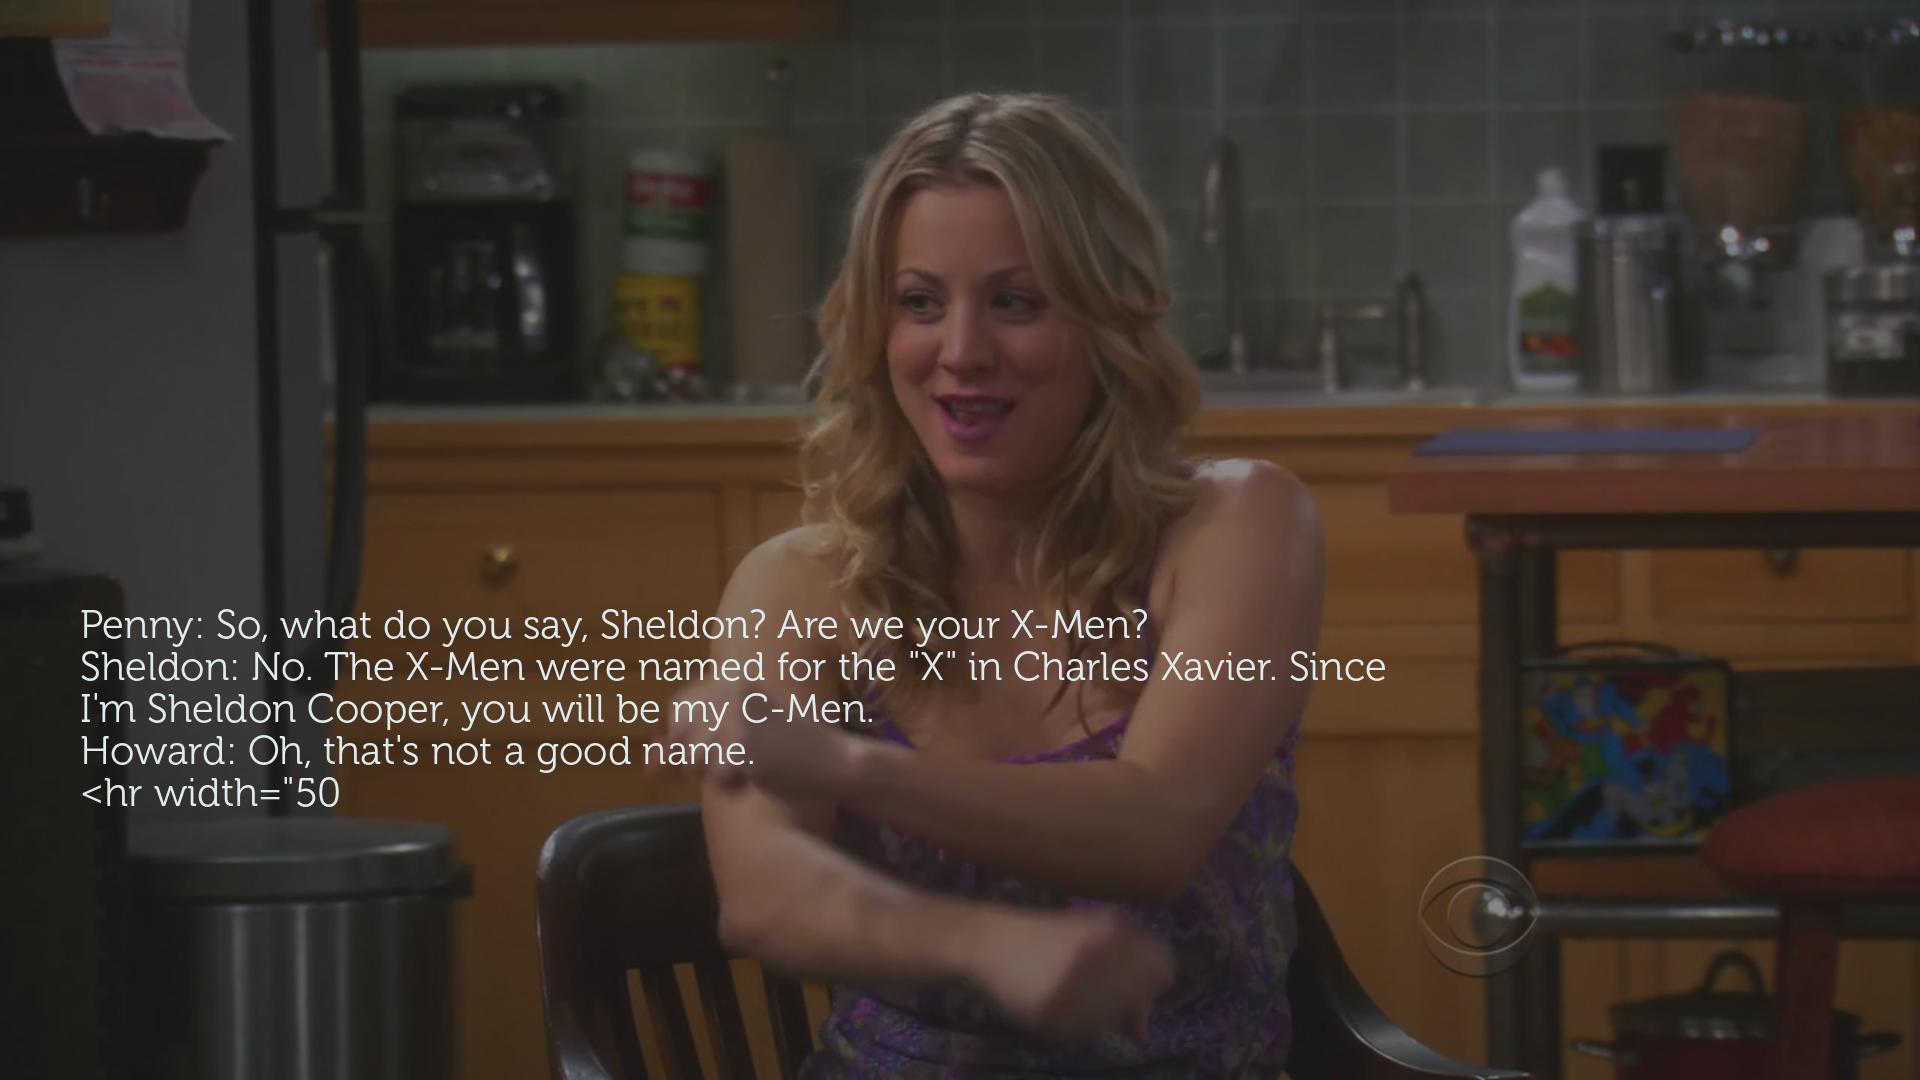 Penny: So, what do you say, Sheldon? Are we your X-Men?
Sheldon: No. The X-Men were named for the "X" in Charles Xavier. Since
I'm Sheldon Cooper, you will be my C-Men.
Howard: Oh, that's not a good name.
<hr width="50